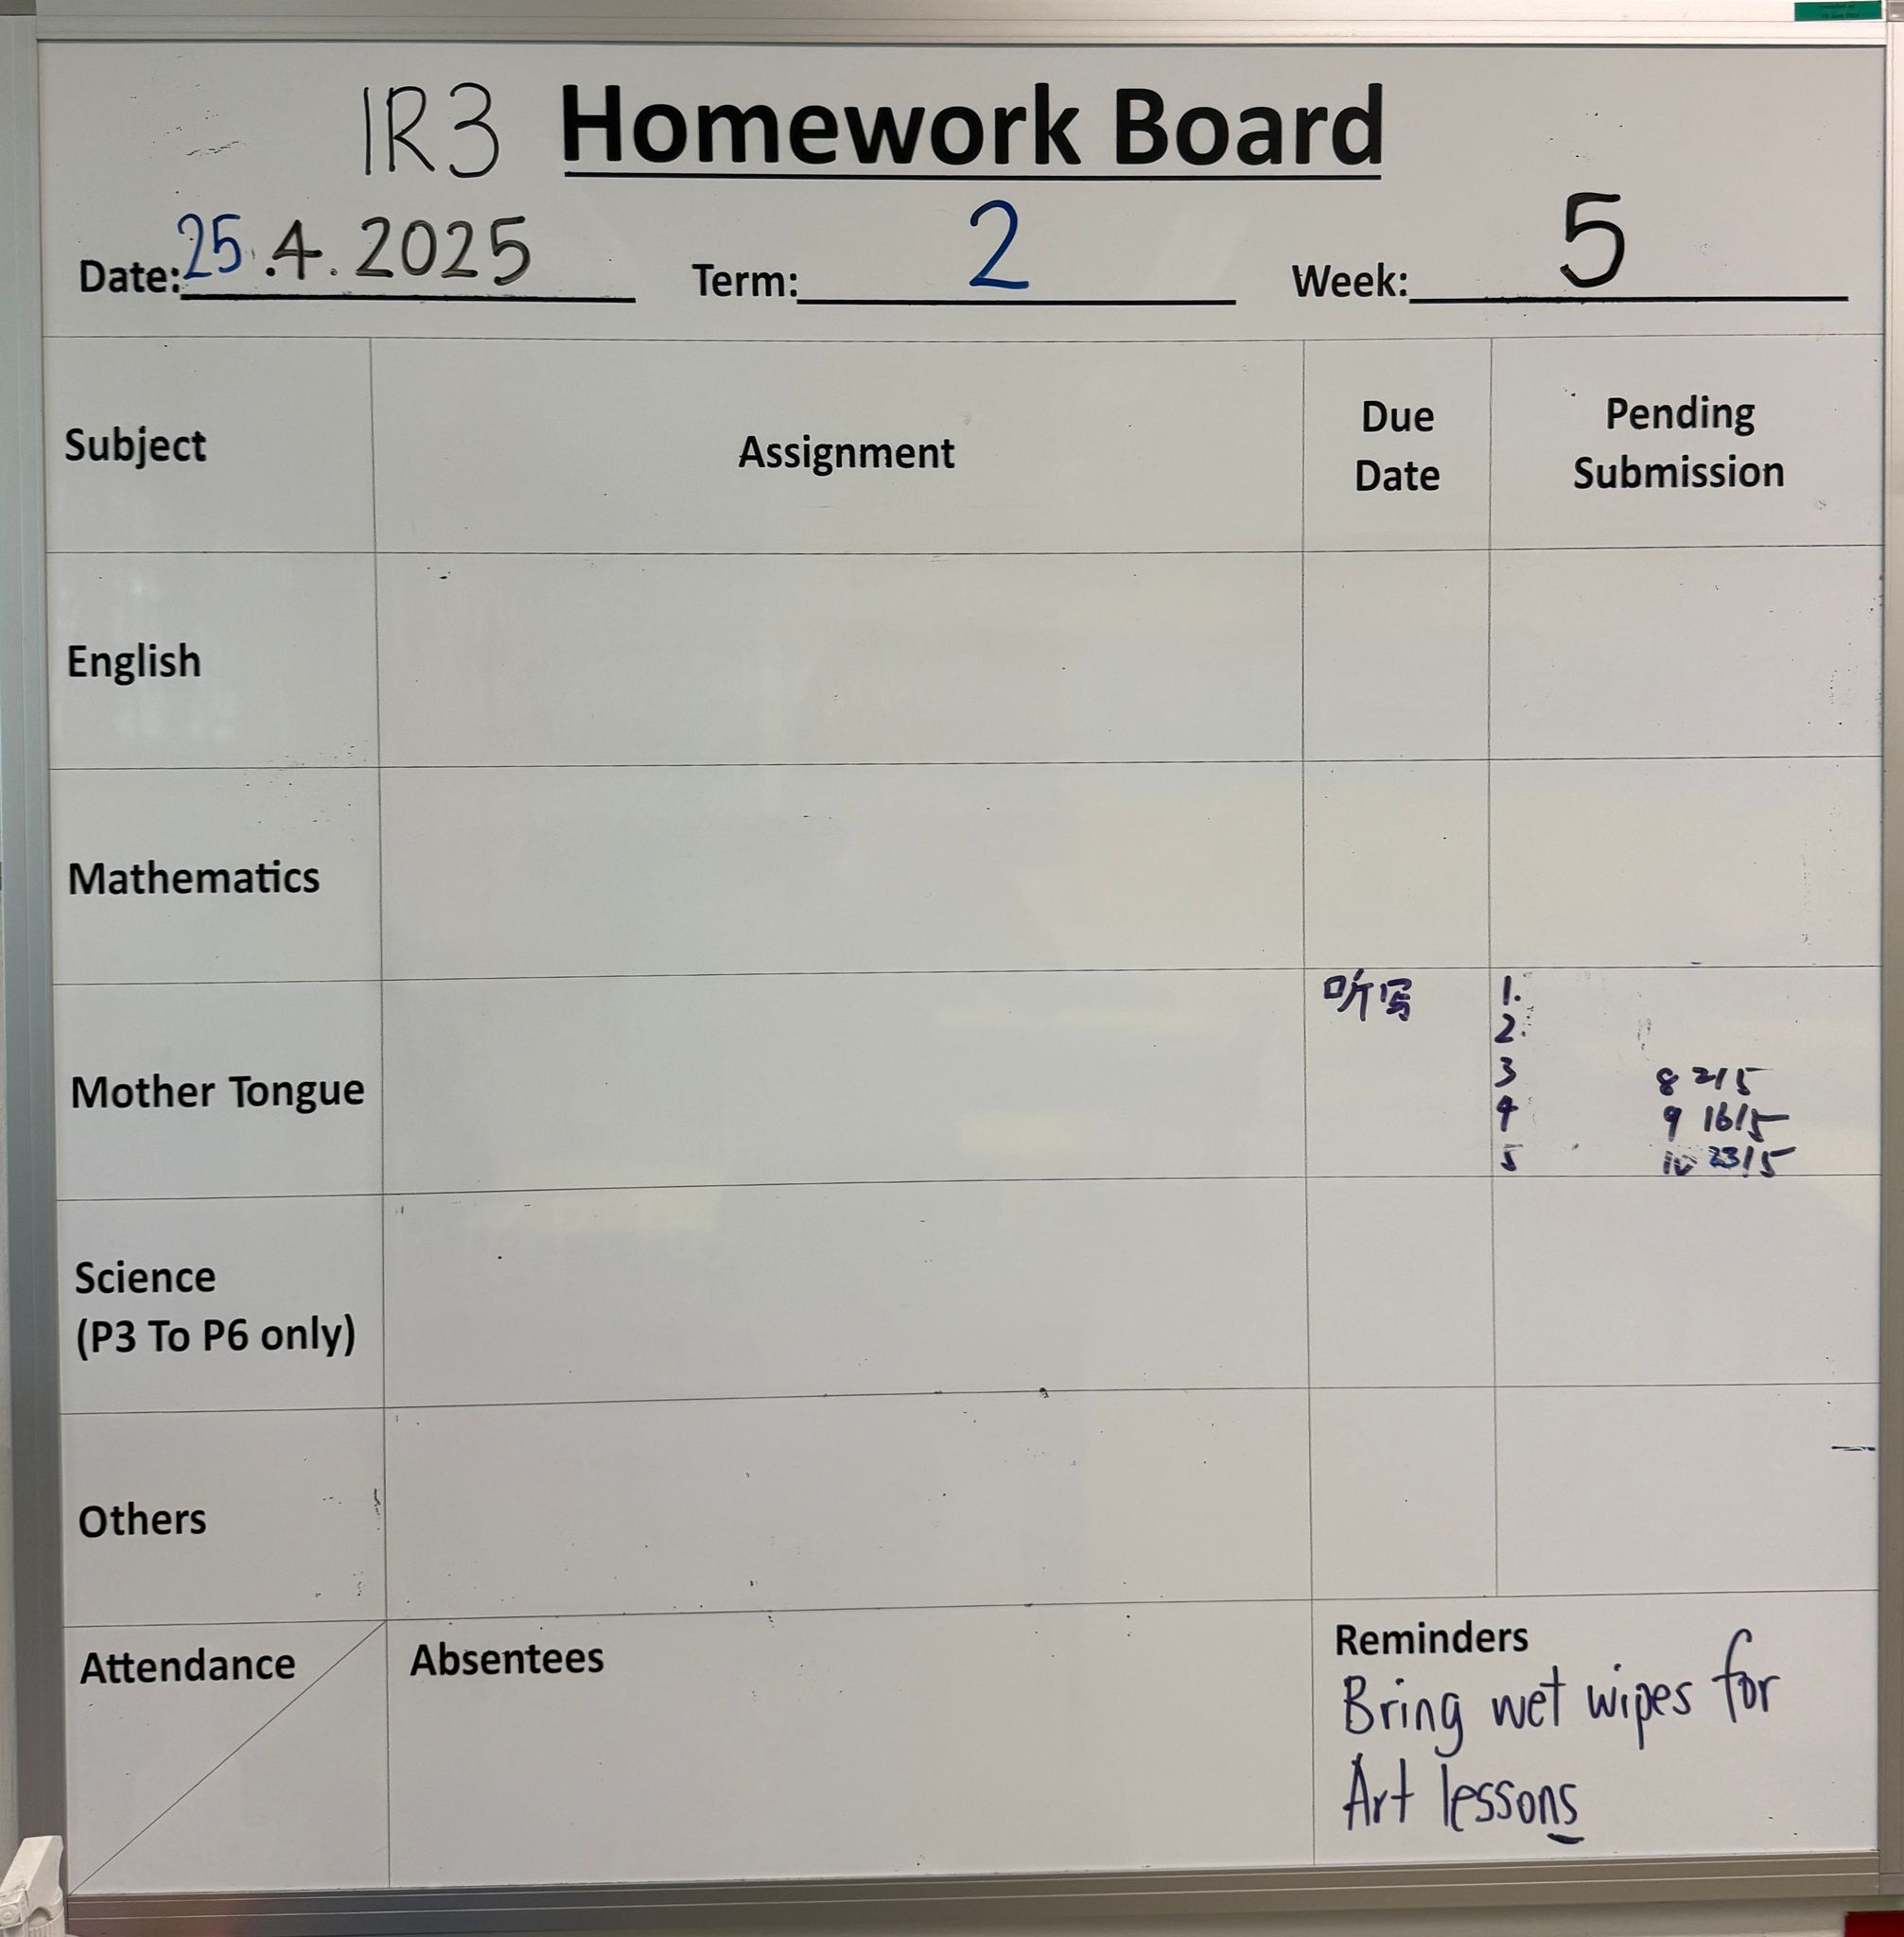 1R3 Homework Board
Date: 25.4.2025 Term: 2 Week: 5
Subject
Assignment
Due
Date
Pending
Submission
English
Mathematics
Mother Tongue
听写
1.
2.
3 8 2/5
4 9 16/5
5 10 23/5
Science
(P3 To P6 only)
Others
Attendance
Absentees
Reminders
Bring wet wipes for
Art lessons